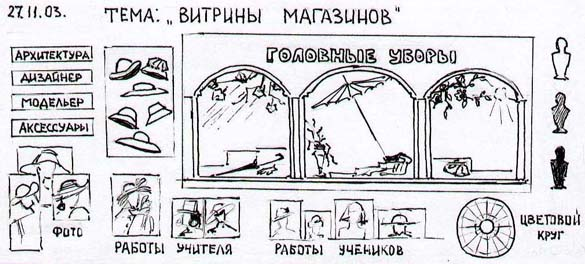 27.11.03.
ТЕМА: „ВИТРИНЫ МАГАЗИНОВ"
ГОЛОВНЫЕ УБОРЫ
АРХИТЕКТУРА
ДИЗАЙНЕР
МОДЕЛЬЕР
АКСЕССУАРЫ
ФОТО
РАБОТЫ УЧИТЕЛЯ
РАБОТЫ УЧЕНИКОВ
ЦВЕТОВОЙ
КРУГ